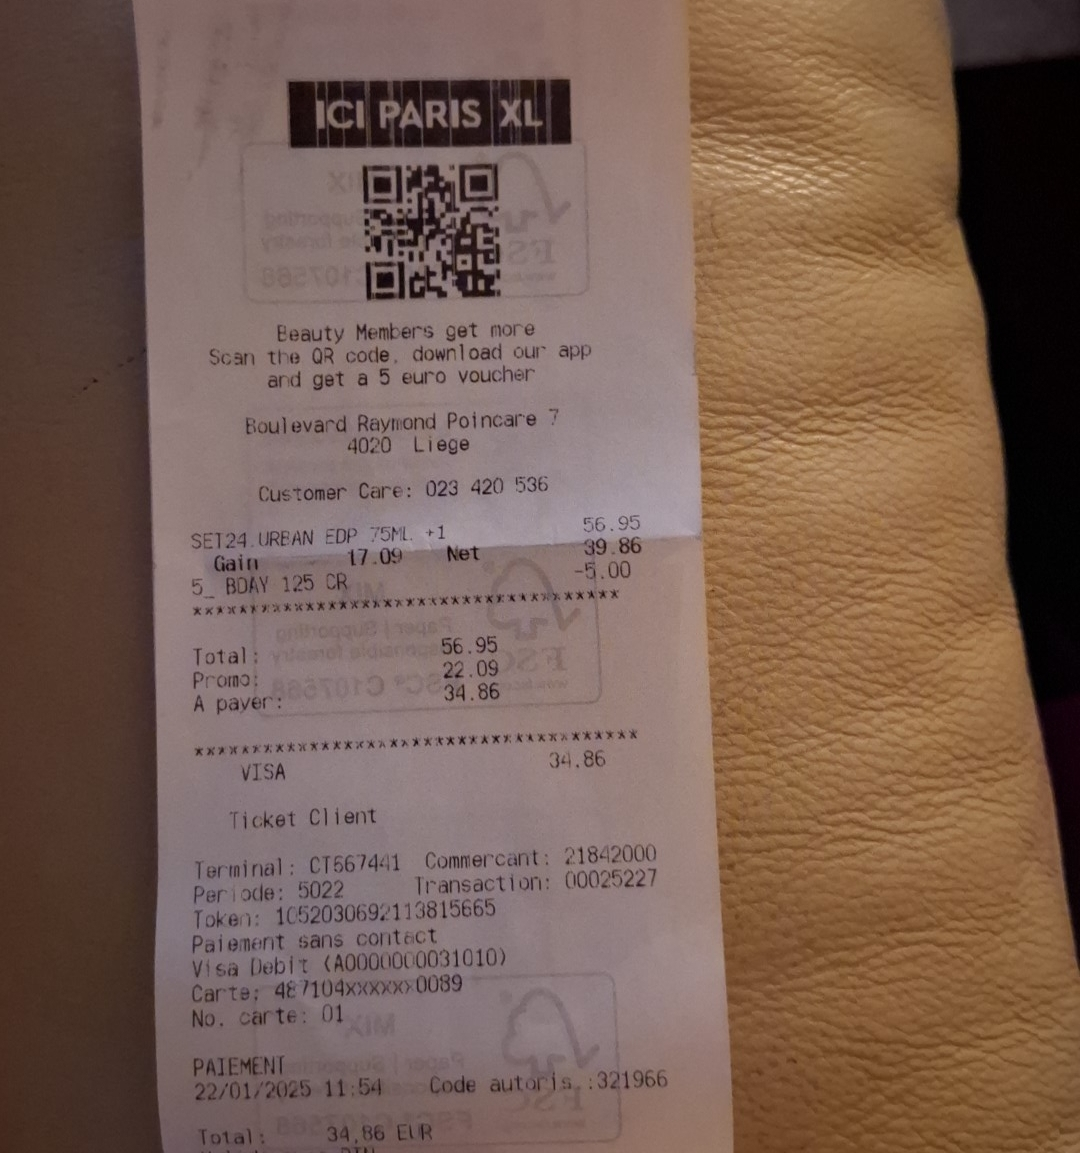 ICI PARIS XL
Beauty Members get more
Scan the QR code, download our app
and get a 5 euro voucher
Boulevard Raymond Poincare 7
4020 Liege
Customer Care: 023 420 536
SET24.URBAN EDP 75ML +1 56.95
Gain 17.09 Net 39.86
5_ BDAY 125 CR -5.00
*************************************
Total: 56.95
Promo: 22.09
A payer: 34.86
*************************************
VISA 34.86
Ticket Client
Terminal: CT667441 Commercant: 21842000
Periode: 5022 Transaction: 00025227
Token: 1052030692113815665
Paiement sans contact
Visa Debit (A0000000031010)
Carte: 487104xxxxxx0089
No. carte: 01
PAIEMENT
22/01/2025 11:54 Code autoris.:321966
Total: 34,86 EUR